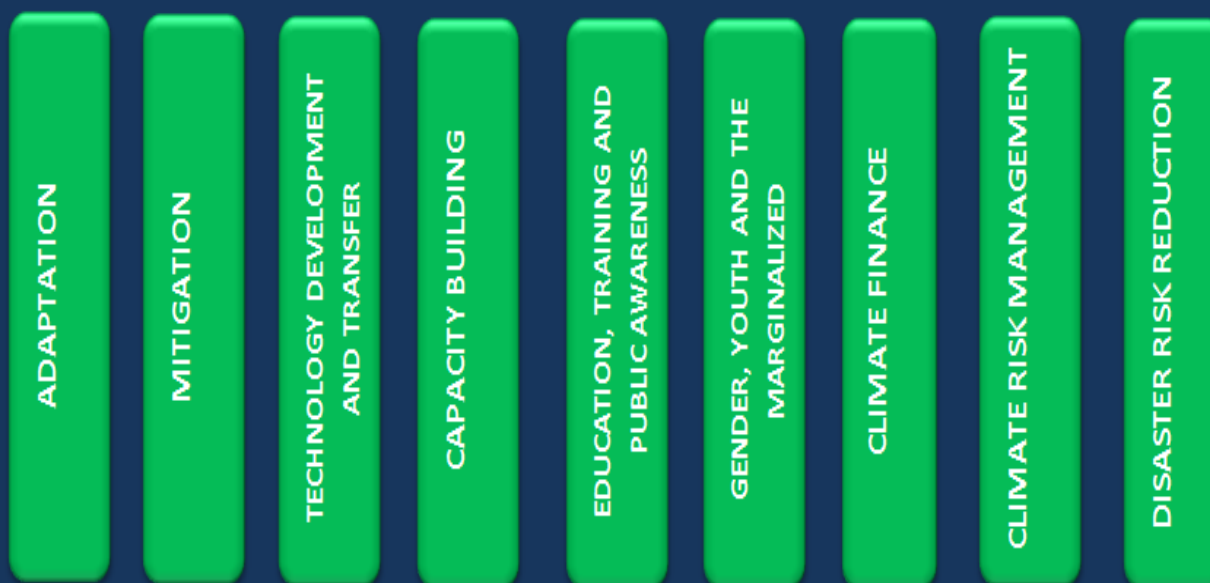 ADAPTATION
MITIGATION
TECHNOLOGY DEVELOPMENT
AND TRANSFER
CAPACITY BUILDING
EDUCATION, TRAINING AND
PUBLIC AWARENESS
GENDER, YOUTH AND THE
MARGINALIZED
CLIMATE FINANCE
CLIMATE RISK MANAGEMENT
DISASTER RISK REDUCTION